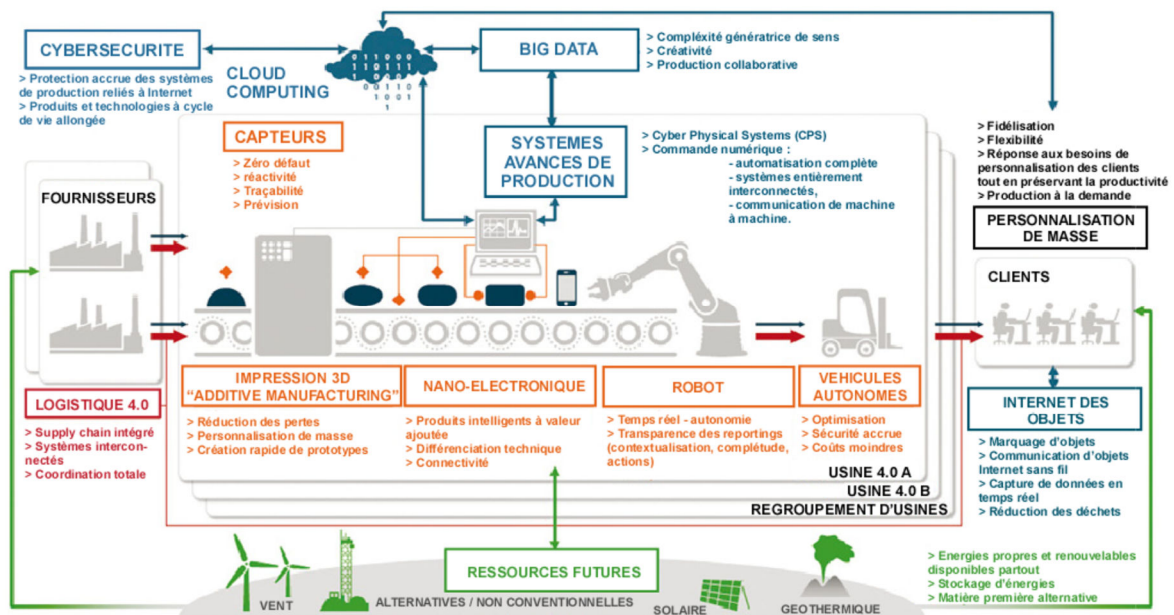 CYBERSECURITE
> Protection accrue des systèmes
de production reliés à Internet
> Produits et technologies à cycle
de vie allongée
CLOUD
COMPUTING
BIG DATA
> Compléxité génératrice de sens
> Créativité
> Production collaborative
CAPTEURS
> Zéro défaut
> réactivité
> Traçabilité
> Prévision
SYSTEMES
AVANCES DE
PRODUCTION
> Cyber Physical Systems (CPS)
> Commande numérique :
- automatisation complète
- systèmes entièrement
interconnectés,
- communication de machine
à machine.
> Fidélisation
> Flexibilité
> Réponse aux besoins de
personnalisation des clients
tout en préservant la productivité
> Production à la demande
PERSONNALISATION
DE MASSE
FOURNISSEURS
CLIENTS
LOGISTIQUE 4.0
> Supply chain intégré
> Systèmes intercon-
nectés
> Coordination totale
IMPRESSION 3D
“ADDITIVE MANUFACTURING”
> Réduction des pertes
> Personnalisation de masse
> Création rapide de prototypes
NANO-ELECTRONIQUE
> Produits intelligents à valeur
ajoutée
> Différenciation technique
> Connectivité
ROBOT
> Temps réel - autonomie
> Transparence des reportings
(contextualisation, complétude,
actions)
VEHICULES
AUTONOMES
> Optimisation
> Sécurité accrue
> Coûts moindres
INTERNET DES
OBJETS
> Marquage d'objets
> Communication d'objets
Internet sans fil
> Capture de données en
temps réel
> Réduction des déchets
USINE 4.0 A
USINE 4.0 B
REGROUPEMENT D'USINES
RESSOURCES FUTURES
> Energies propres et renouvelables
disponibles partout
> Stockage d'énergies
> Matière première alternative
VENT
ALTERNATIVES / NON CONVENTIONNELLES
SOLAIRE
GEOTHERMIQUE